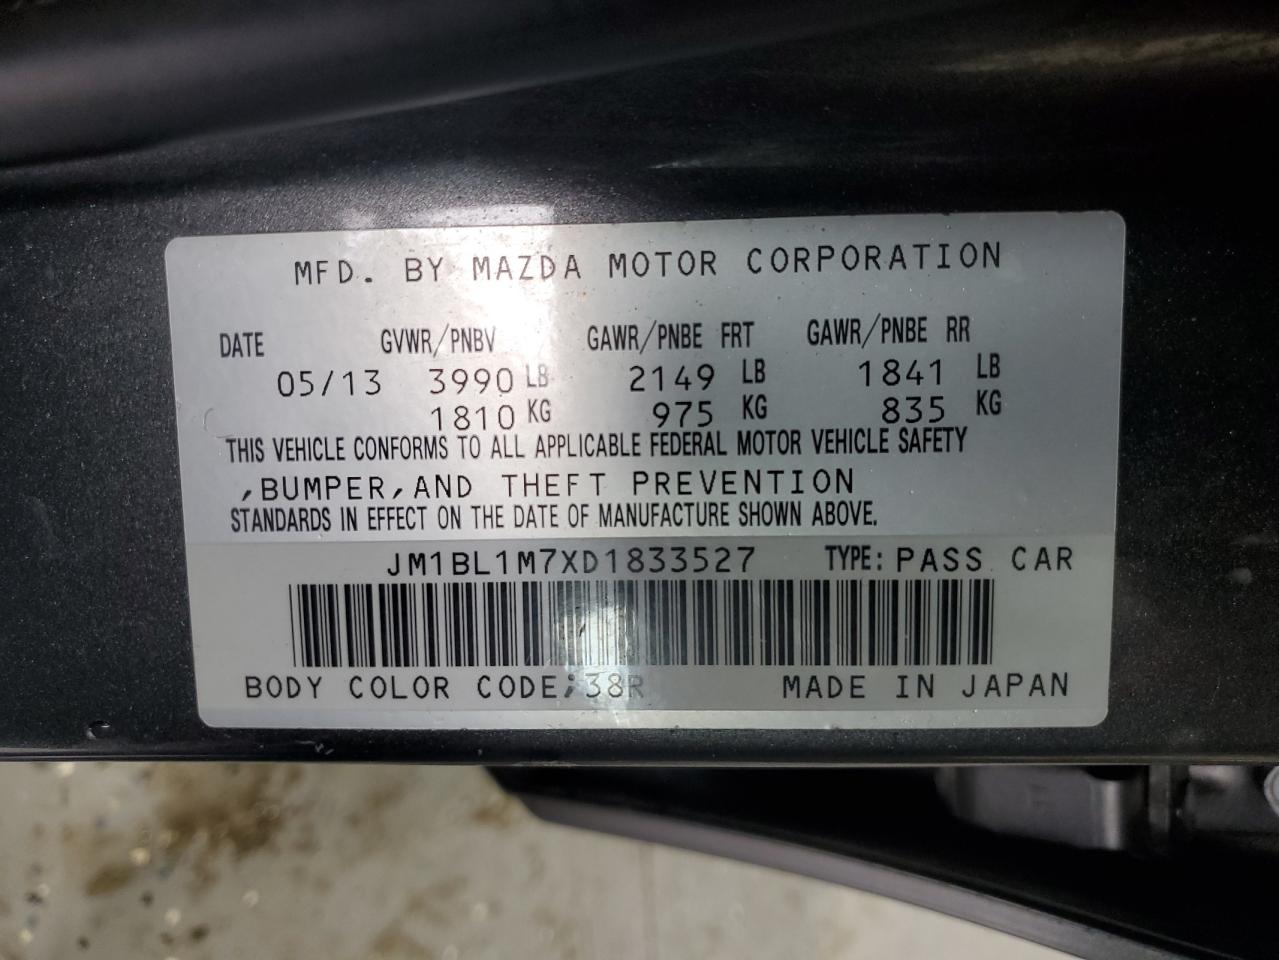 MFD. BY MAZDA MOTOR CORPORATION
DATE GVWR/PNBV GAWR/PNBE FRT GAWR/PNBE RR
05/13 3990 LB 2149 LB 1841 LB
1810 KG 975 KG 835 KG
THIS VEHICLE CONFORMS TO ALL APPLICABLE FEDERAL MOTOR VEHICLE SAFETY
,BUMPER,AND THEFT PREVENTION
STANDARDS IN EFFECT ON THE DATE OF MANUFACTURE SHOWN ABOVE.
JM1BL1M7XD1833527 TYPE: PASS CAR
BODY COLOR CODE;38R MADE IN JAPAN